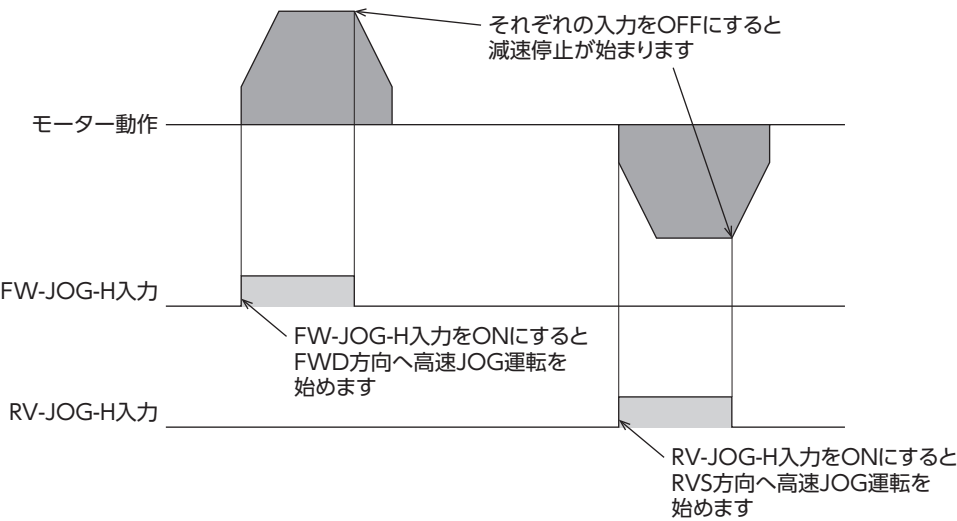 それぞれの入力をOFFにすると
減速停止が始まります
モーター動作
FW-JOG-H入力
FW-JOG-H入力をONにすると
FWD方向へ高速JOG運転を
始めます
RV-JOG-H入力
RV-JOG-H入力をONにすると
RVS方向へ高速JOG運転を
始めます